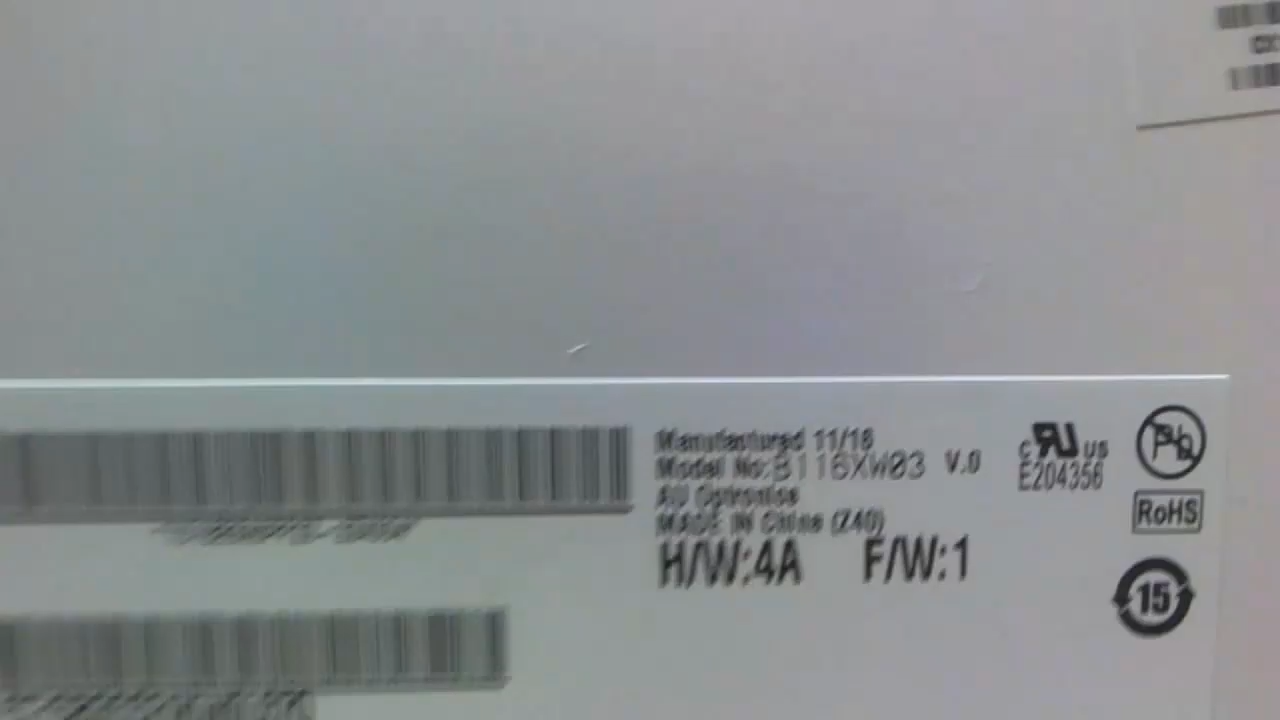 Manufactured 11/18
Model No:B116XW03 V.0
AU Optronics
MADE IN China (Z40)
H/W:4A F/W:1
c RU us
E204356
Pb
RoHS
15